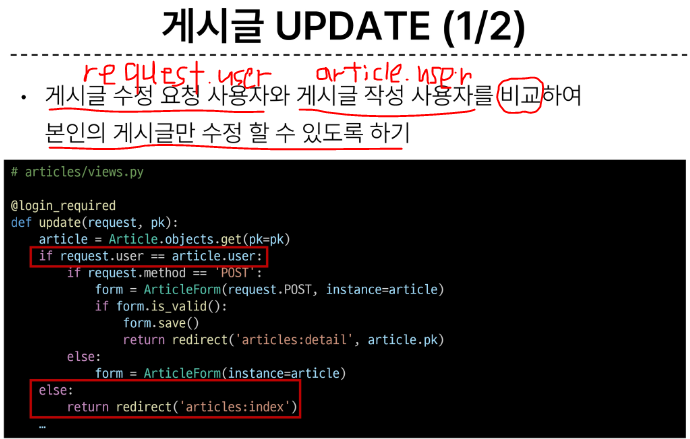 게시글 UPDATE (1/2)
request.user article.user
• 게시글 수정 요청 사용자와 게시글 작성 사용자를 비교하여
본인의 게시글만 수정 할 수 있도록 하기
# articles/views.py
@login_required
def update(request, pk):
    article = Article.objects.get(pk=pk)
    if request.user == article.user:
        if request.method == 'POST':
            form = ArticleForm(request.POST, instance=article)
            if form.is_valid():
                form.save()
                return redirect('articles:detail', article.pk)
        else:
            form = ArticleForm(instance=article)
    else:
        return redirect('articles:index')
    …